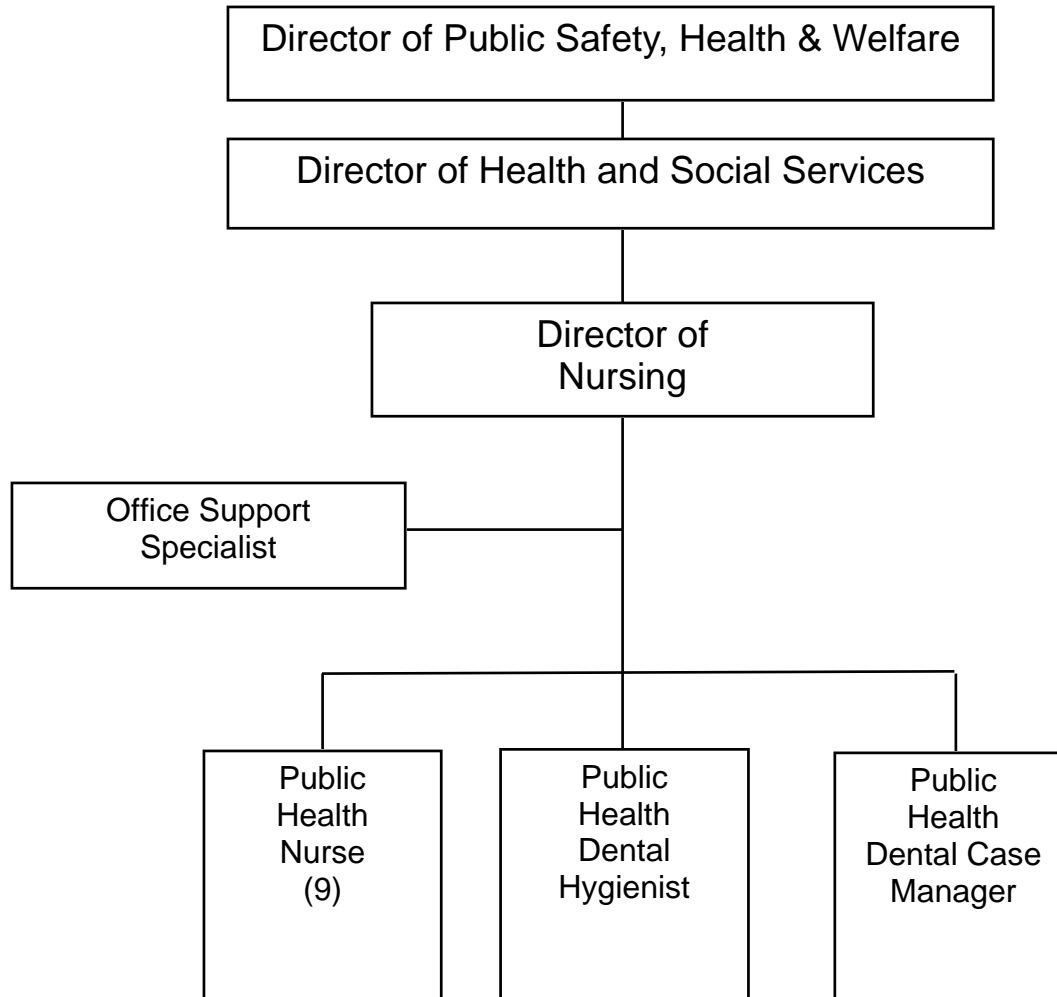 Director of Public Safety, Health & Welfare
Director of Health and Social Services
Director of
Nursing
Office Support
Specialist
Public
Health
Nurse
(9)
Public
Health
Dental
Hygienist
Public
Health
Dental Case
Manager